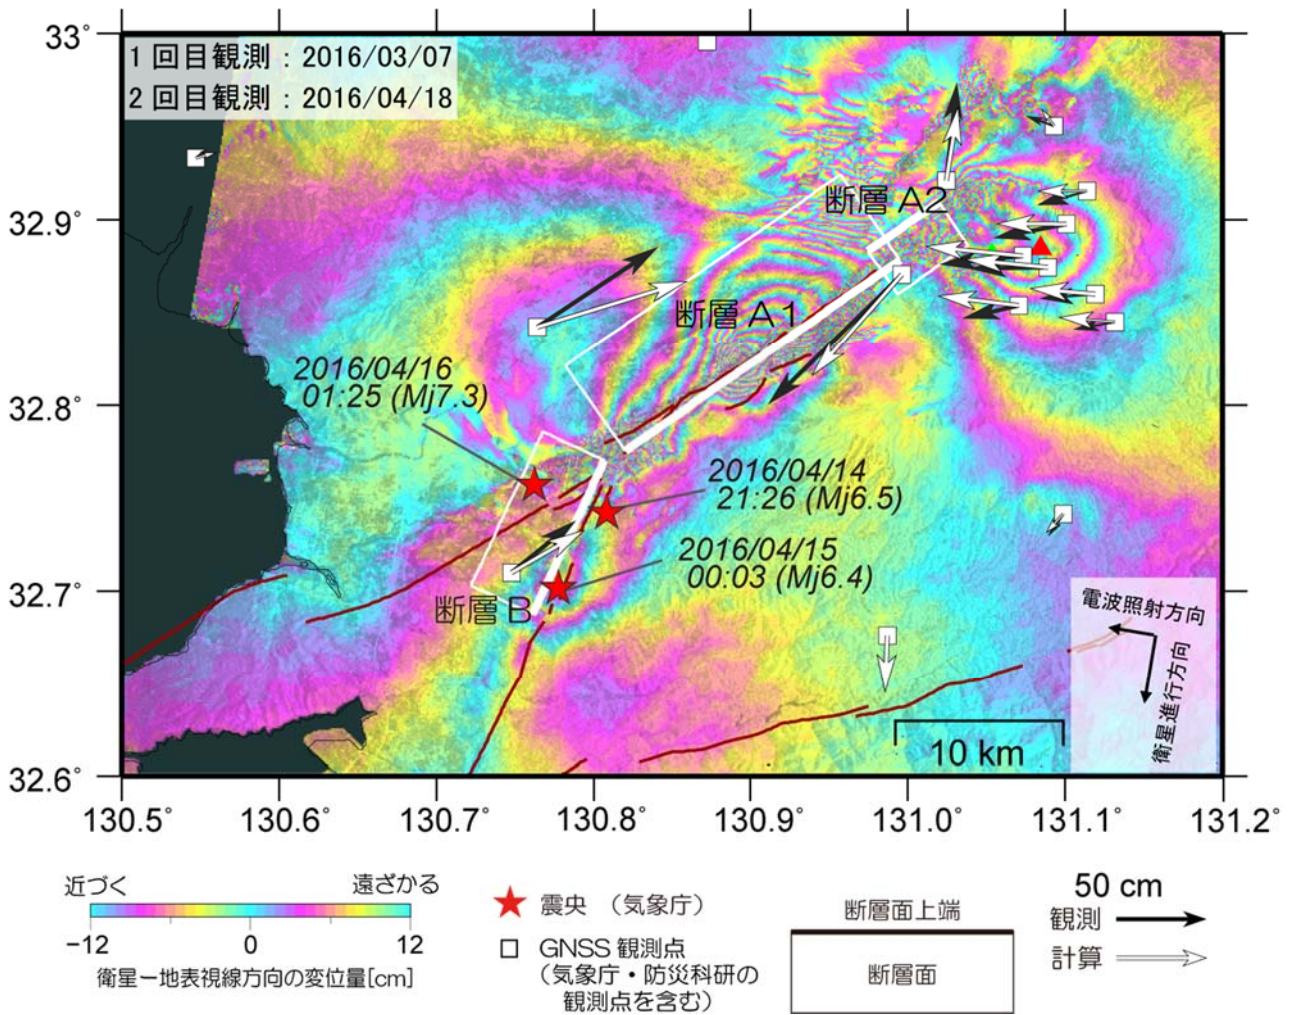 1 回目観測：2016/03/07
2 回目観測：2016/04/18
33°
32.9°
32.8°
32.7°
32.6°
130.5°
130.6°
130.7°
130.8°
130.9°
131.0°
131.1°
131.2°
断層 A2
断層 A1
断層 B
2016/04/16
01:25 (Mj7.3)
2016/04/14
21:26 (Mj6.5)
2016/04/15
00:03 (Mj6.4)
電波照射方向
衛星進行方向
10 km
近づく
遠ざかる
−12
0
12
衛星ー地表視線方向の変位量[cm]
震央 （気象庁）
GNSS 観測点
（気象庁・防災科研の
観測点を含む）
断層面上端
断層面
50 cm
観測
計算